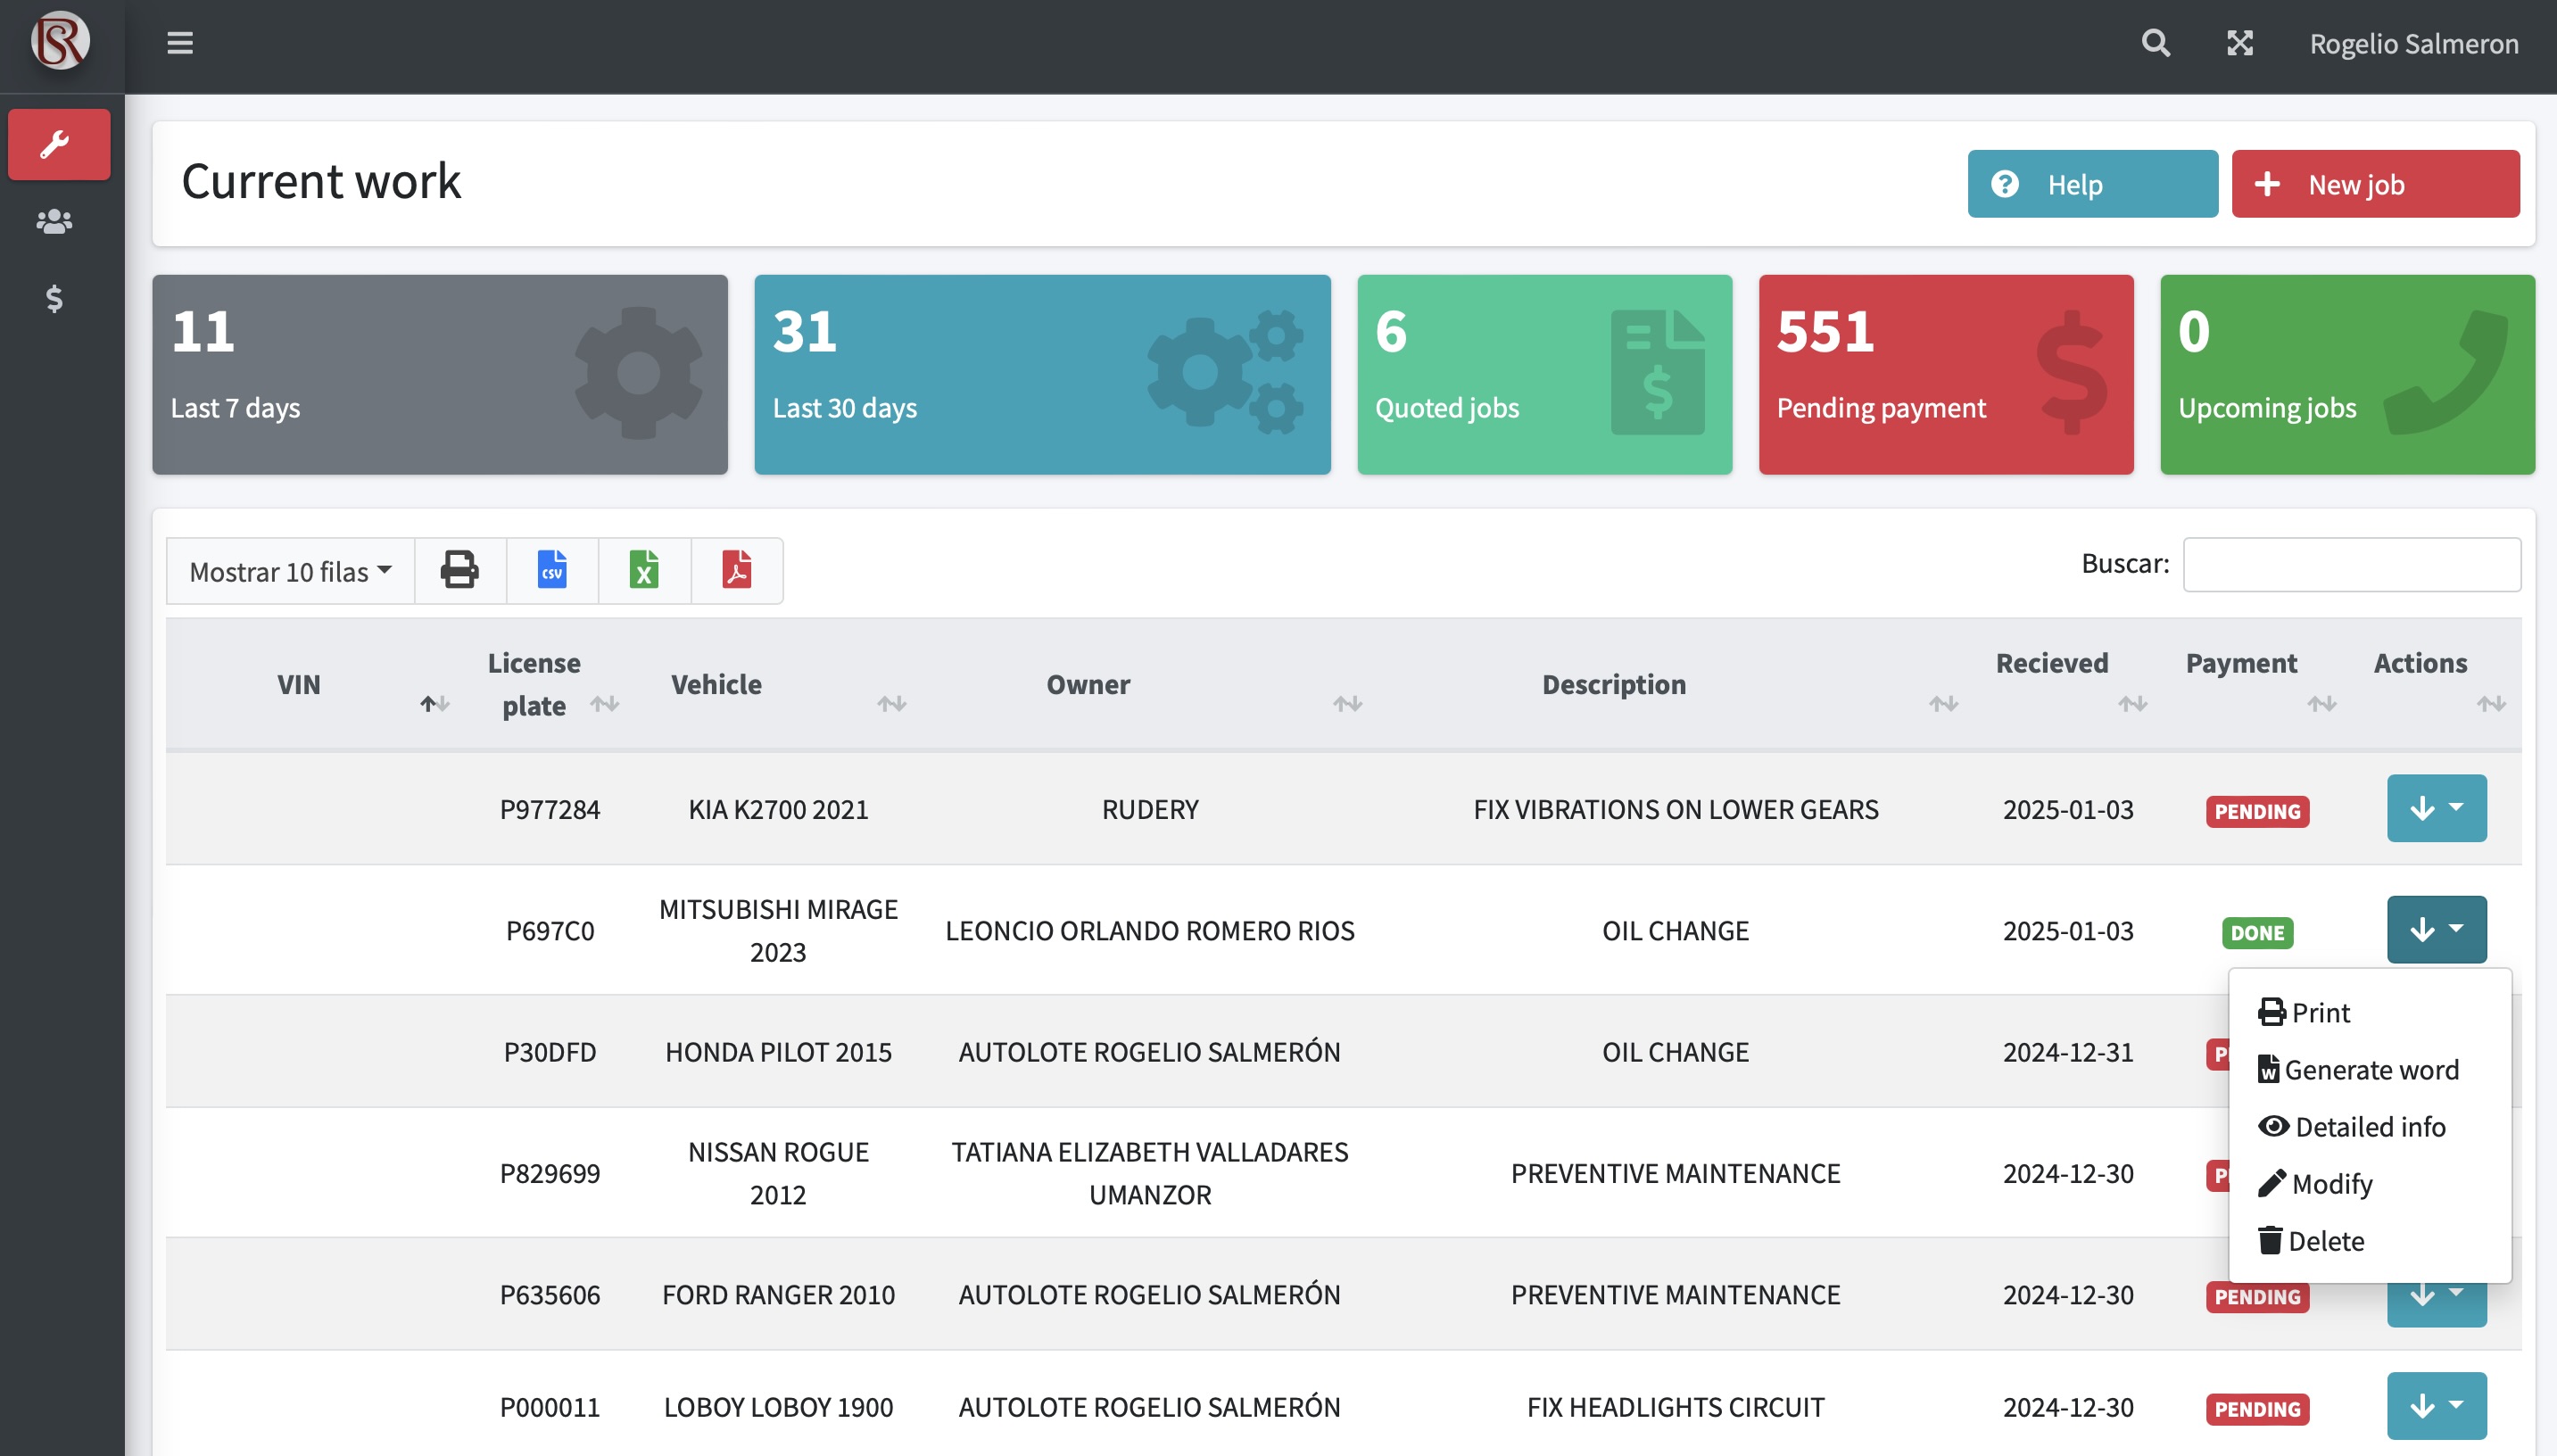 Rogelio Salmeron
Current work
Help
New job
11
Last 7 days
31
Last 30 days
6
Quoted jobs
551
Pending payment
0
Upcoming jobs
Mostrar 10 filas
CSV
X
Buscar:
VIN
License
plate
Vehicle
Owner
Description
Recieved
Payment
Actions
P977284 KIA K2700 2021 RUDERY FIX VIBRATIONS ON LOWER GEARS 2025-01-03 PENDING
P697C0 MITSUBISHI MIRAGE
2023 LEONCIO ORLANDO ROMERO RIOS OIL CHANGE 2025-01-03 DONE
Print
Generate word
Detailed info
Modify
Delete
P30DFD HONDA PILOT 2015 AUTOLOTE ROGELIO SALMERÓN OIL CHANGE 2024-12-31
P829699 NISSAN ROGUE
2012 TATIANA ELIZABETH VALLADARES
UMANZOR PREVENTIVE MAINTENANCE 2024-12-30
P635606 FORD RANGER 2010 AUTOLOTE ROGELIO SALMERÓN PREVENTIVE MAINTENANCE 2024-12-30 PENDING
P000011 LOBOY LOBOY 1900 AUTOLOTE ROGELIO SALMERÓN FIX HEADLIGHTS CIRCUIT 2024-12-30 PENDING